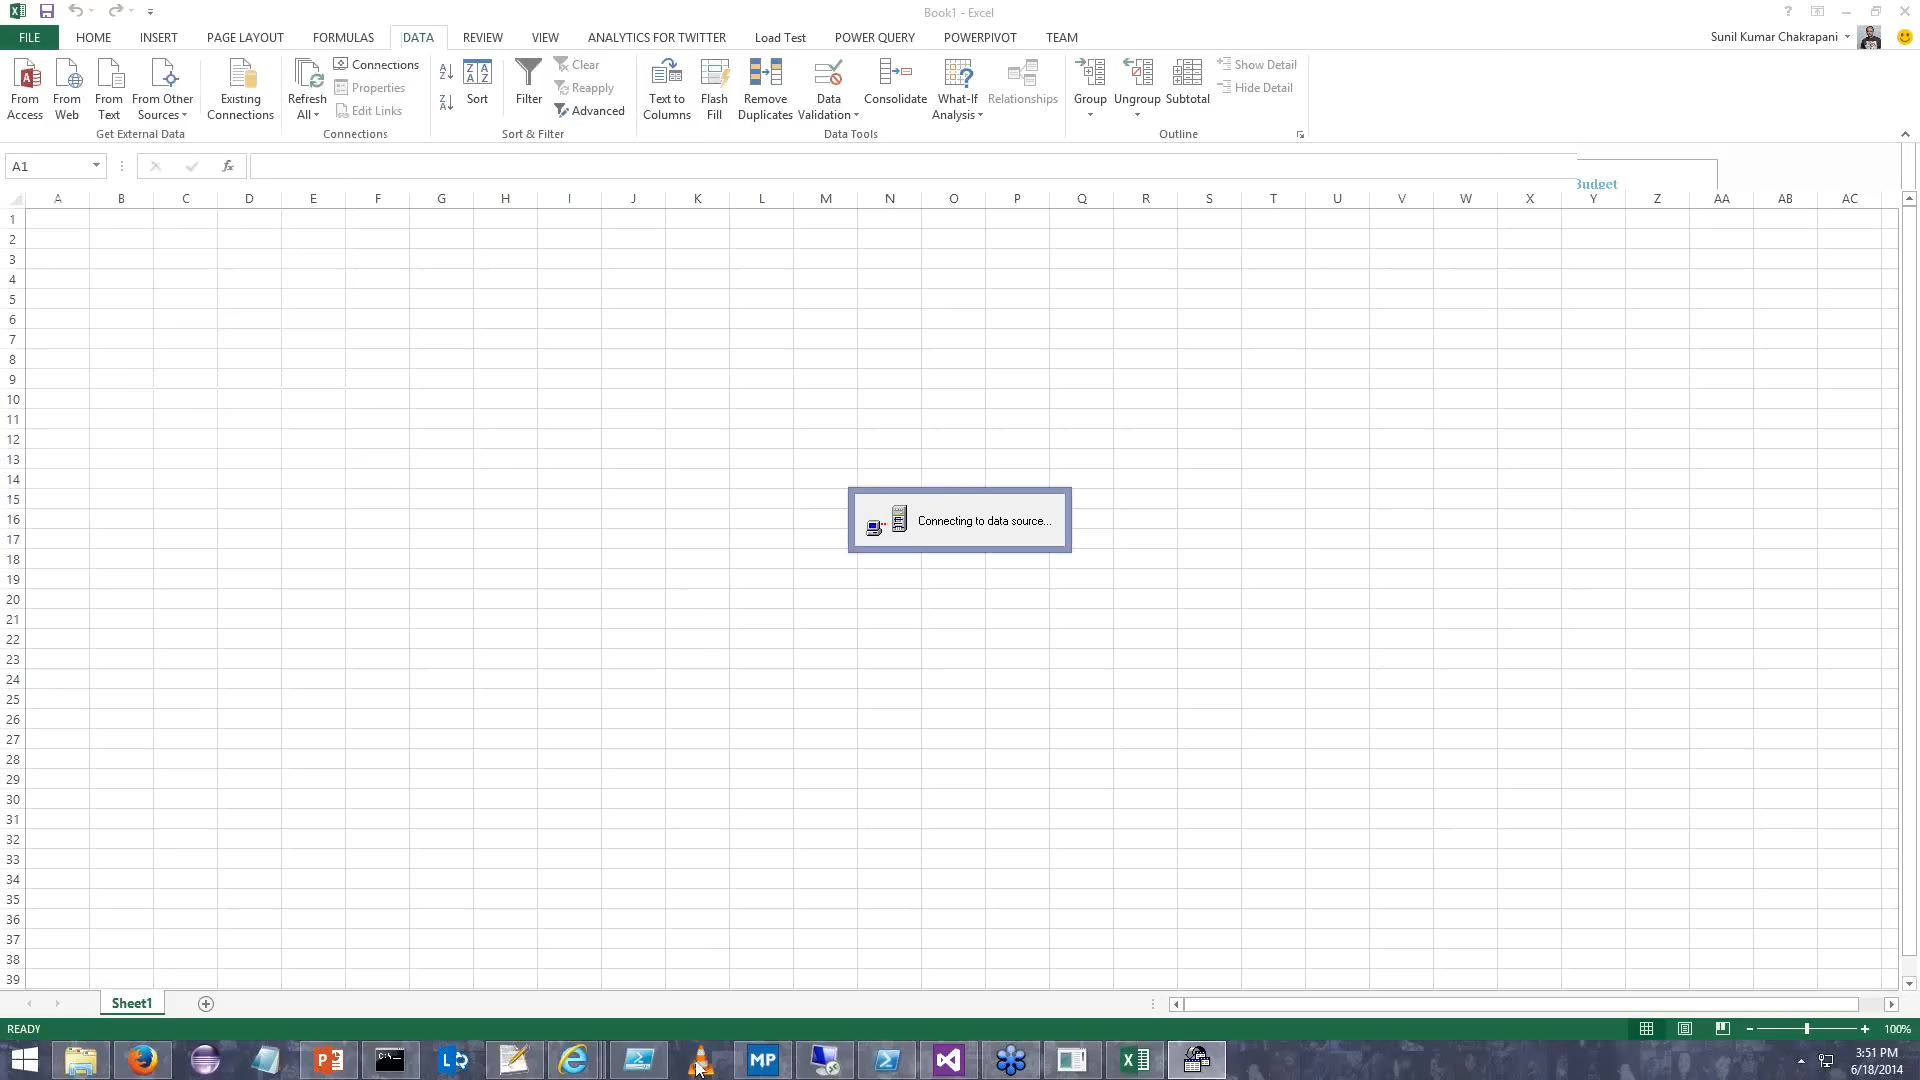 Book1 - Excel
FILE HOME INSERT PAGE LAYOUT FORMULAS DATA REVIEW VIEW ANALYTICS FOR TWITTER Load Test POWER QUERY POWERPIVOT TEAM Sunil Kumar Chakrapani
From Access
From Web
From Text
From Other Sources
Existing Connections
Refresh All
Connections
Properties
Edit Links
Sort
Filter
Clear
Reapply
Advanced
Text to Columns
Flash Fill
Remove Duplicates
Data Validation
Consolidate
What-If Analysis
Relationships
Group
Ungroup
Subtotal
Show Detail
Hide Detail
Get External Data Connections Sort & Filter Data Tools Outline
A1 fx
Budget
A B C D E F G H I J K L M N O P Q R S T U V W X Y Z AA AB AC
1
2
3
4
5
6
7
8
9
10
11
12
13
14
15
16
17
18
19
20
21
22
23
24
25
26
27
28
29
30
31
32
33
34
35
36
37
38
39
Connecting to data source...
Sheet1
READY 100%
C:\_
MP
3:51 PM
6/18/2014